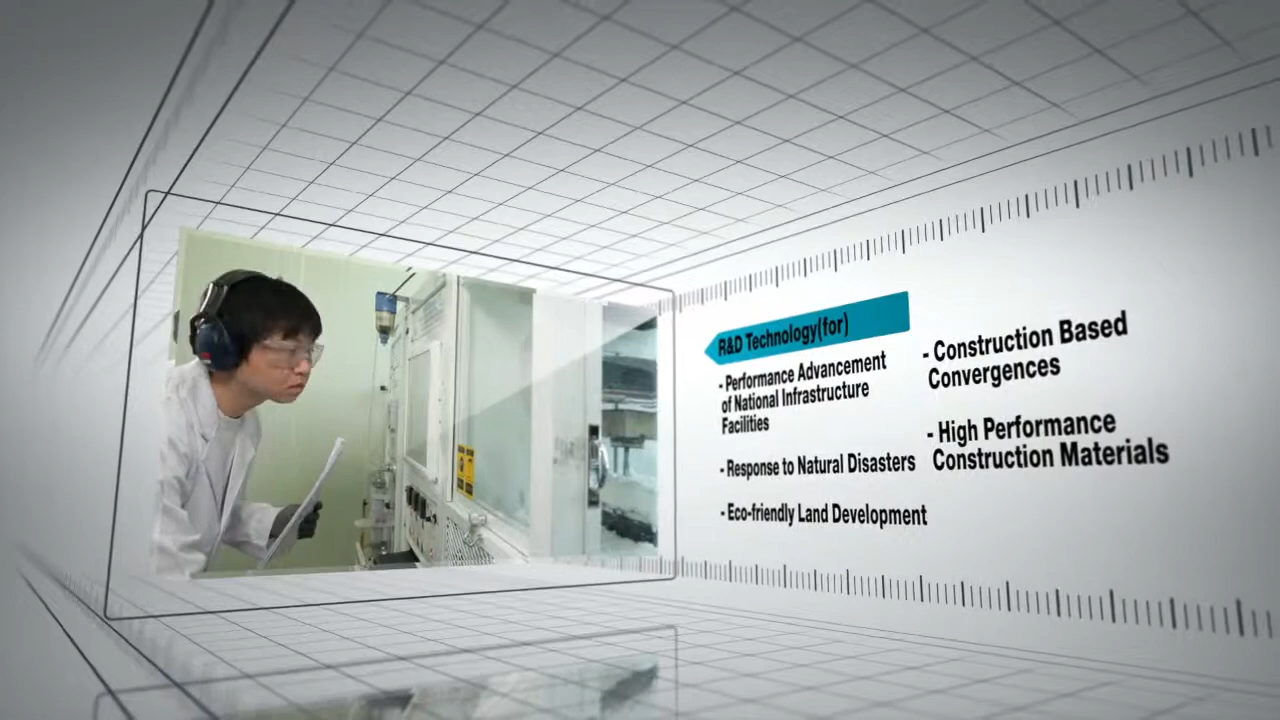 R&D Technology(for)
- Performance Advancement
of National Infrastructure
Facilities
- Response to Natural Disasters
- Eco-friendly Land Development
- Construction Based
Convergences
- High Performance
Construction Materials